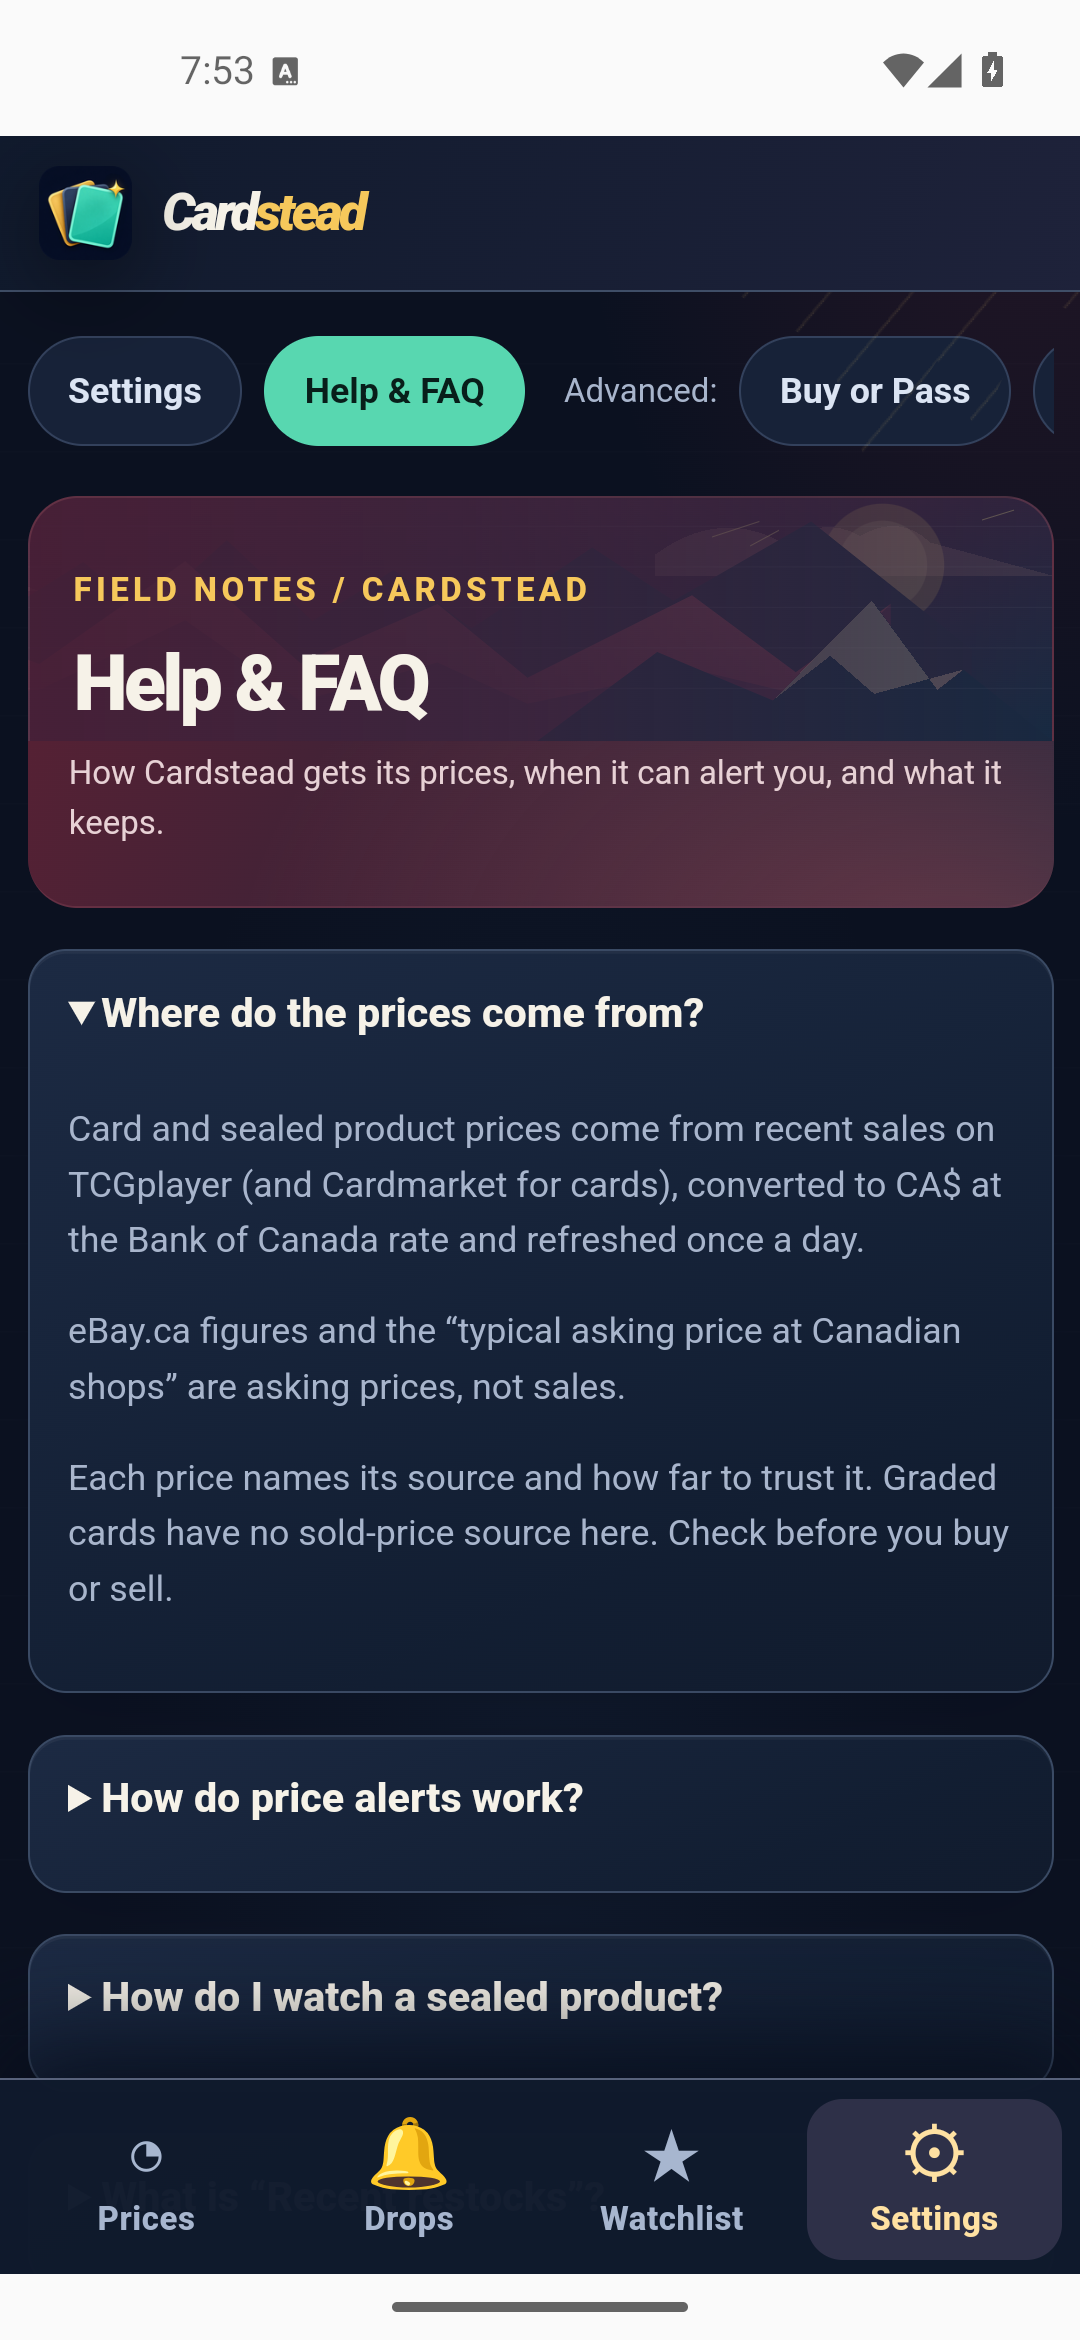 7:53
Cardstead
Settings
Help & FAQ
Advanced:
Buy or Pass
FIELD NOTES / CARDSTEAD
Help & FAQ
How Cardstead gets its prices, when it can alert you, and what it
keeps.
Where do the prices come from?
Card and sealed product prices come from recent sales on
TCGplayer (and Cardmarket for cards), converted to CA$ at
the Bank of Canada rate and refreshed once a day.
eBay.ca figures and the “typical asking price at Canadian
shops” are asking prices, not sales.
Each price names its source and how far to trust it. Graded
cards have no sold-price source here. Check before you buy
or sell.
How do price alerts work?
How do I watch a sealed product?
What is “Recent restocks”?
Prices
Drops
Watchlist
Settings